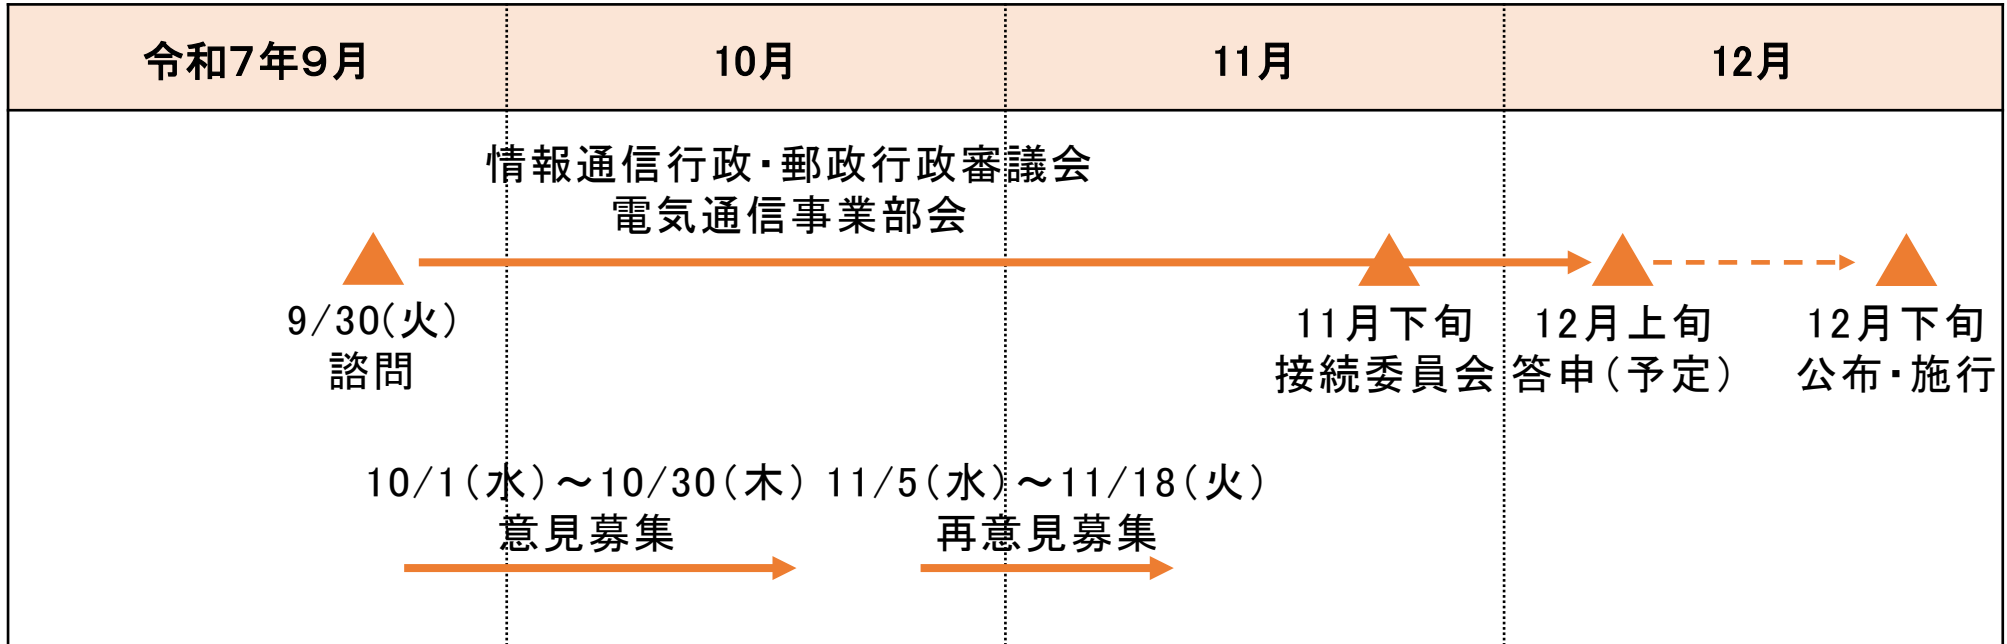 令和7年9月
10月
11月
12月
情報通信行政・郵政行政審議会
電気通信事業部会
9/30(火)
諮問
11月下旬
接続委員会
12月上旬
答申(予定)
12月下旬
公布・施行
10/1(水)～10/30(木)
意見募集
11/5(水)～11/18(火)
再意見募集